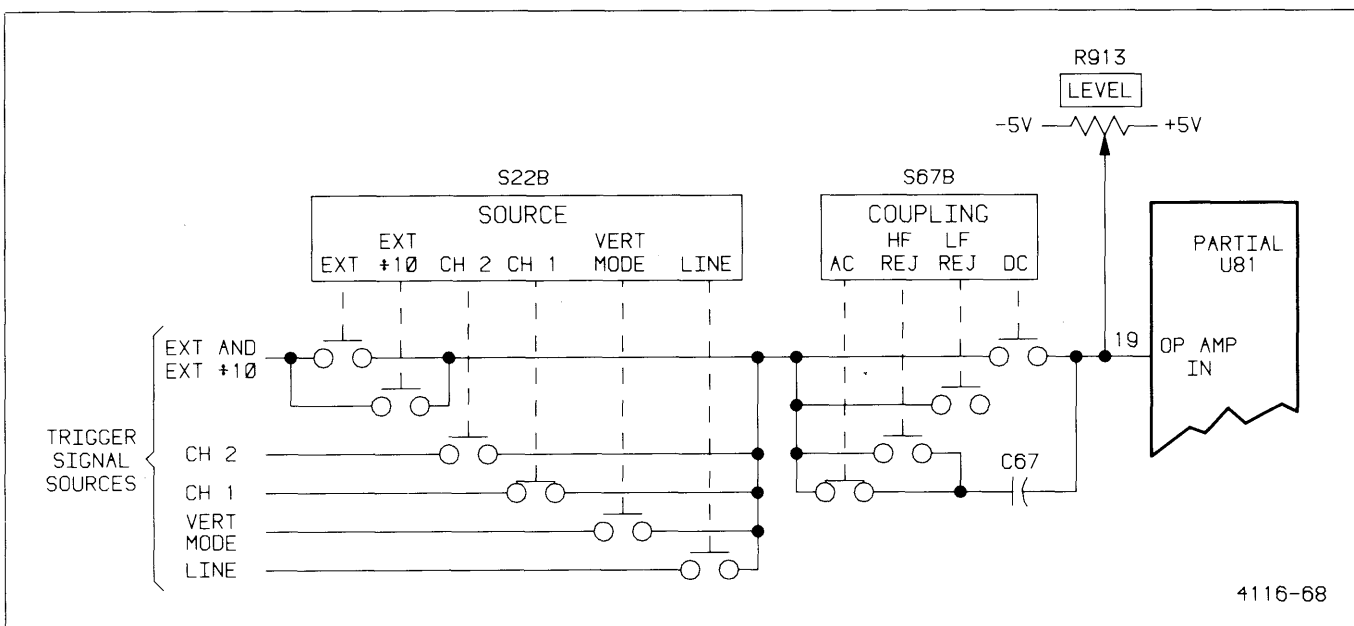 R913
LEVEL
-5V
+5V
S22B
SOURCE
EXT
EXT
÷10
CH 2
CH 1
VERT
MODE
LINE
S67B
COUPLING
AC
HF
REJ
LF
REJ
DC
PARTIAL
U81
19
OP AMP
IN
TRIGGER
SIGNAL
SOURCES
EXT AND
EXT ÷10
CH 2
CH 1
VERT
MODE
LINE
C67
4116-68